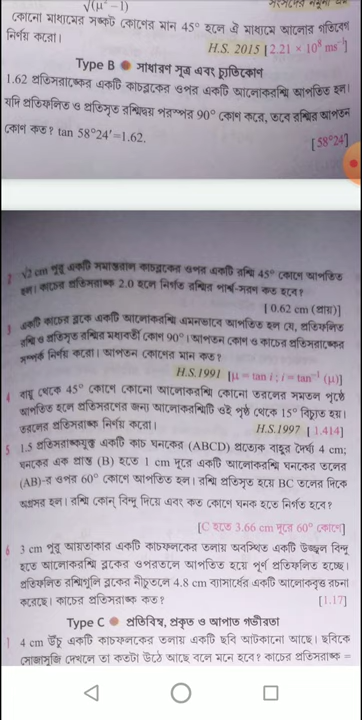 √(μ² −1)
কোনো মাধ্যমের সঙ্কট কোণের মান 45° হলে ঐ মাধ্যমে আলোর গতিবেগ
নির্ণয় করো। H.S. 2015 [2.21 × 10⁸ ms⁻¹]
Type B ● সাধারণ সূত্র এবং চ্যুতিকোণ
1.62 প্রতিসরাঙ্কের একটি কাচব্লকের ওপর একটি আলোকরশ্মি আপতিত হল।
যদি প্রতিফলিত ও প্রতিসৃত রশ্মিদ্বয় পরস্পর 90° কোণ করে, তবে রশ্মির আপতন
কোণ কত? tan 58°24′=1.62. [58°24′]
2 √2 cm পুরু একটি সমান্তরাল কাচব্লকের ওপর একটি রশ্মি 45° কোণে আপতিত
হল। কাচের প্রতিসরাঙ্ক 2.0 হলে নির্গত রশ্মির পার্শ্ব-সরণ কত হবে?
[ 0.62 cm (প্রায়)]
3 একটি কাচের ব্লকে একটি আলোকরশ্মি এমনভাবে আপতিত হল যে, প্রতিফলিত
রশ্মি ও প্রতিসৃত রশ্মির মধ্যবর্তী কোণ 90°। আপতন কোণ ও কাচের প্রতিসরাঙ্কের
সম্পর্ক নির্ণয় করো। আপতন কোণের মান কত?
H.S.1991 [μ = tan i ; i = tan⁻¹ (μ)]
4 বায়ু থেকে 45° কোণে কোনো আলোকরশ্মি কোনো তরলের সমতল পৃষ্ঠে
আপতিত হলে প্রতিসরণের জন্য আলোকরশ্মিটি ওই পৃষ্ঠ থেকে 15° বিচ্যুত হয়।
তরলের প্রতিসরাঙ্ক নির্ণয় করো। H.S.1997 [ 1.414]
5 1.5 প্রতিসরাঙ্কযুক্ত একটি কাচ ঘনকের (ABCD) প্রত্যেক বাহুর দৈর্ঘ্য 4 cm;
ঘনকের এক প্রান্ত (B) হতে 1 cm দূরে একটি আলোকরশ্মি ঘনকের তলের
(AB)-র ওপর 60° কোণে আপতিত হল। রশ্মি প্রতিসৃত হয়ে BC তলের দিকে
অগ্রসর হল। রশ্মি কোন্ বিন্দু দিয়ে এবং কত কোণে ঘনক হতে নির্গত হবে?
[C হতে 3.66 cm দূরে 60° কোণে]
6 3 cm পুরু আয়তাকার একটি কাচফলকের তলায় অবস্থিত একটি উজ্জ্বল বিন্দু
হতে আলোকরশ্মি ব্লকের ওপরতলে আপতিত হয়ে পূর্ণ প্রতিফলিত হচ্ছে।
প্রতিফলিত রশ্মিগুলি ব্লকের নীচুতলে 4.8 cm ব্যাসার্ধের একটি আলোকবৃত্ত রচনা
করেছে। কাচের প্রতিসরাঙ্ক কত? [1.17]
Type C ● প্রতিবিম্ব, প্রকৃত ও আপাত গভীরতা
1 4 cm উঁচু একটি কাচফলকের তলায় একটি ছবি আটকানো আছে। ছবিকে
সোজাসুজি দেখলে তা কতটা উঠে আছে বলে মনে হবে? কাচের প্রতিসরাঙ্ক =